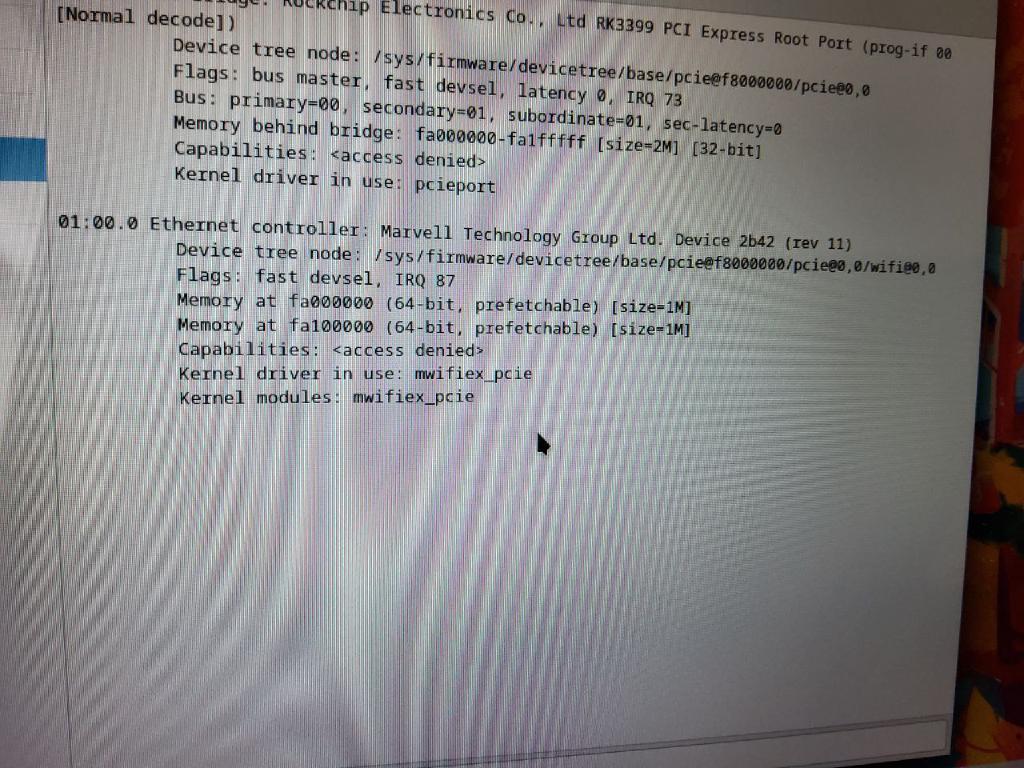 Rockchip Electronics Co., Ltd RK3399 PCI Express Root Port (prog-if 00
[Normal decode])
Device tree node: /sys/firmware/devicetree/base/pcie@f8000000/pcie@0,0
Flags: bus master, fast devsel, latency 0, IRQ 73
Bus: primary=00, secondary=01, subordinate=01, sec-latency=0
Memory behind bridge: fa000000-fa1fffff [size=2M] [32-bit]
Capabilities: <access denied>
Kernel driver in use: pcieport
01:00.0 Ethernet controller: Marvell Technology Group Ltd. Device 2b42 (rev 11)
Device tree node: /sys/firmware/devicetree/base/pcie@f8000000/pcie@0,0/wifi@0,0
Flags: fast devsel, IRQ 87
Memory at fa000000 (64-bit, prefetchable) [size=1M]
Memory at fa100000 (64-bit, prefetchable) [size=1M]
Capabilities: <access denied>
Kernel driver in use: mwifiex_pcie
Kernel modules: mwifiex_pcie